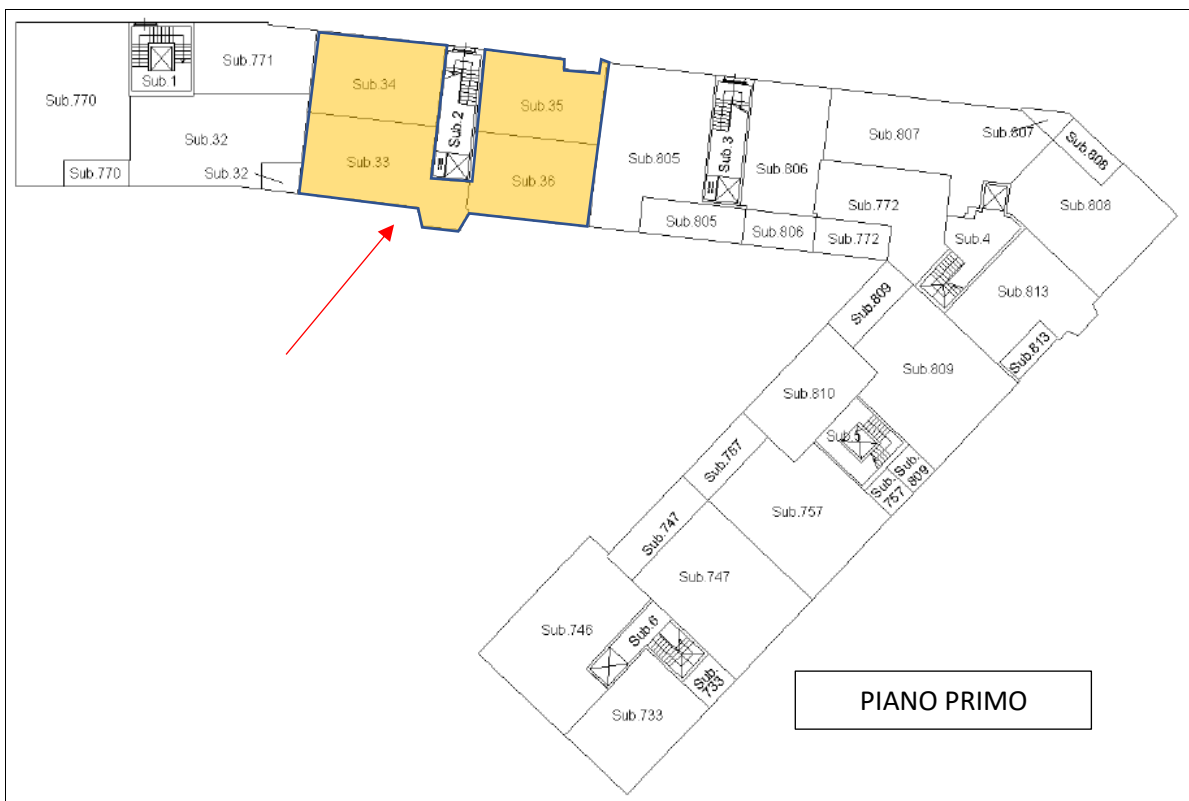 Sub.1
Sub.771
Sub.34
Sub.2
Sub.35
Sub.770
Sub.32
Sub.33
Sub.36
Sub.805
Sub.3
Sub.806
Sub.807
Sub.807
Sub.808
Sub.770
Sub.32
Sub.772
Sub.808
Sub.805
Sub.806
Sub.772
Sub.4
Sub.809
Sub.813
Sub.813
Sub.809
Sub.810
Sub.5
Sub.757
Sub.
757
Sub.
809
Sub.747
Sub.757
Sub.747
Sub.746
Sub.6
Sub.
733
Sub.733
PIANO PRIMO